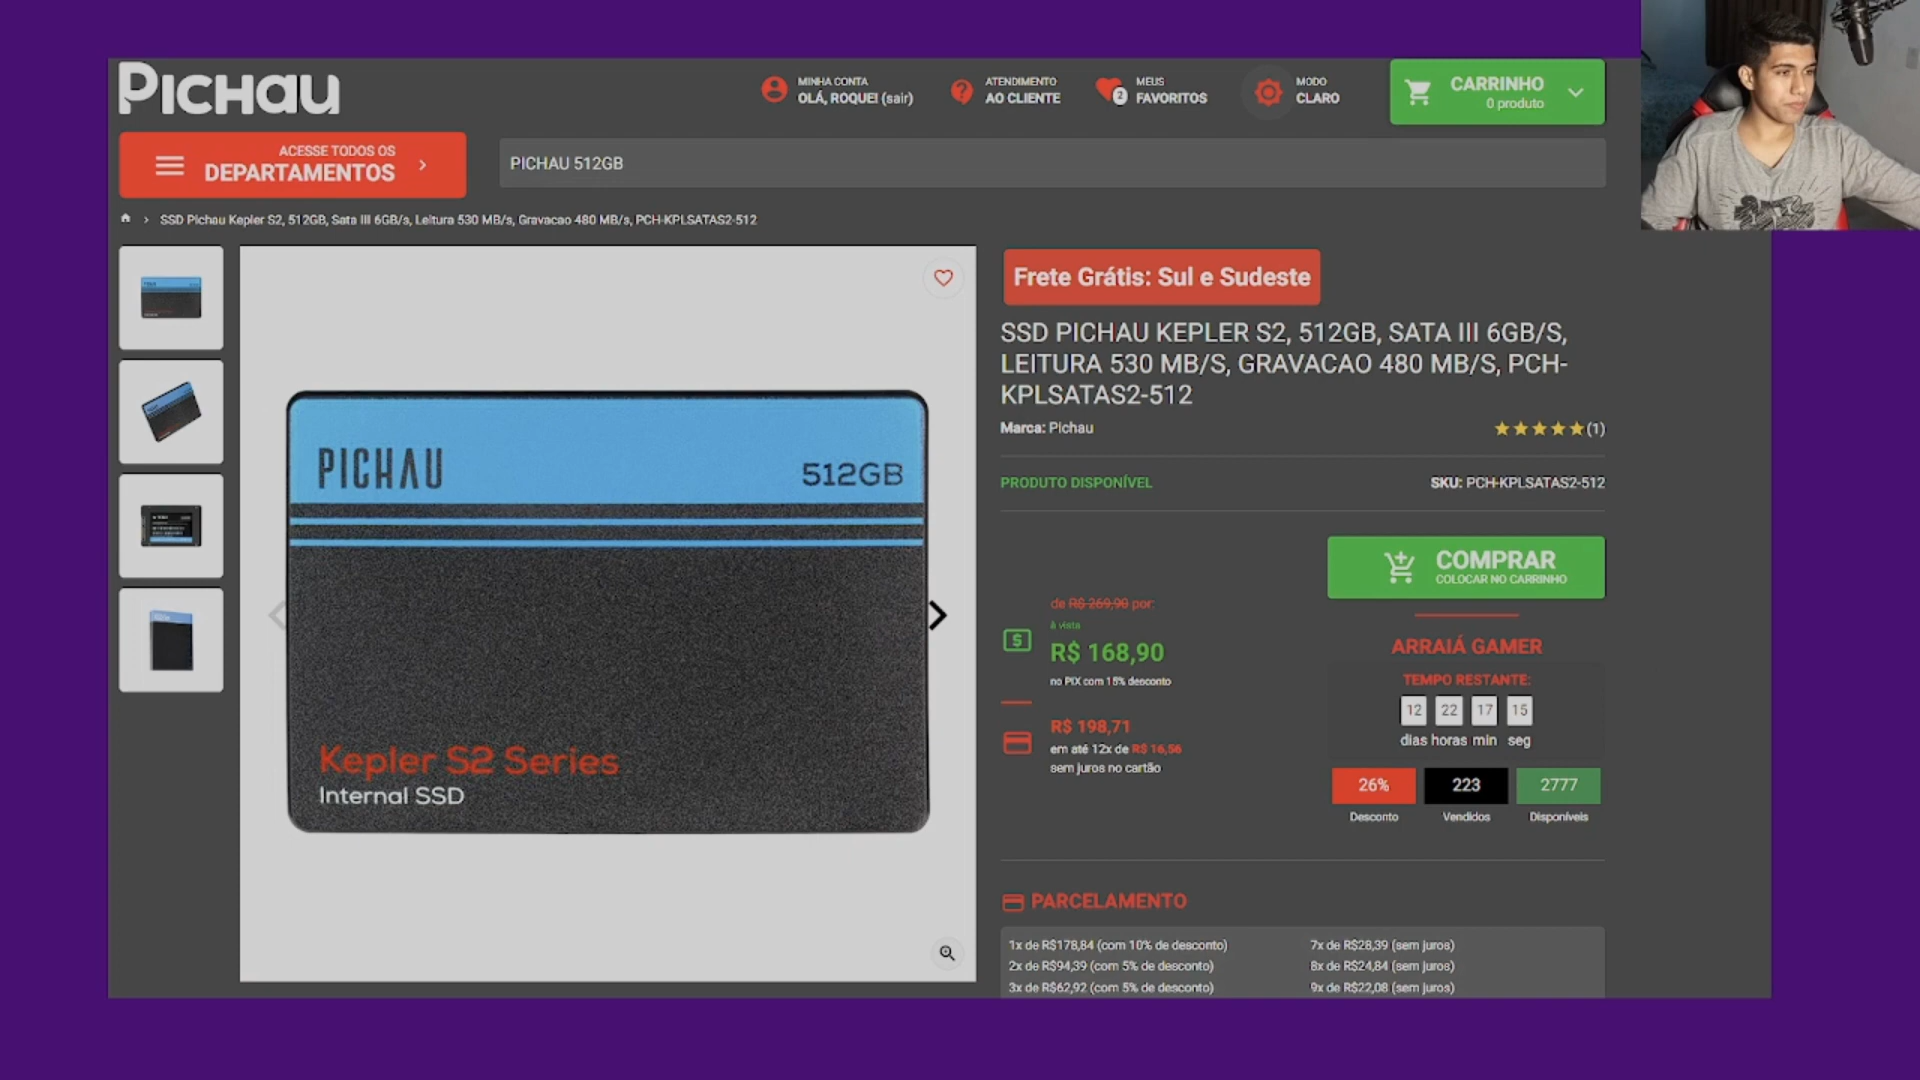 PICHAU
MINHA CONTA
OLÁ, ROQUE! (sair)
ATENDIMENTO
AO CLIENTE
2
MEUS
FAVORITOS
MODO
CLARO
CARRINHO
0 produto
ACESSE TODOS OS
DEPARTAMENTOS
PICHAU 512GB
SSD Pichau Kepler S2, 512GB, Sata III 6GB/s, Leitura 530 MB/s, Gravacao 480 MB/s, PCH-KPLSATAS2-512
PICHAU
512GB
Kepler S2 Series
Internal SSD
Frete Grátis: Sul e Sudeste
SSD PICHAU KEPLER S2, 512GB, SATA III 6GB/S,
LEITURA 530 MB/S, GRAVACAO 480 MB/S, PCH-
KPLSATAS2-512
Marca: Pichau
(1)
PRODUTO DISPONÍVEL
SKU: PCH-KPLSATAS2-512
COMPRAR
COLOCAR NO CARRINHO
de R$ 269,90 por:
à vista
R$ 168,90
no PIX com 15% desconto
R$ 198,71
em até 12x de R$ 16,56
sem juros no cartão
ARRAIÁ GAMER
TEMPO RESTANTE:
12 22 17 15
dias horas min seg
26% 223 2777
Desconto Vendidos Disponíveis
PARCELAMENTO
1x de R$178,84 (com 10% de desconto)
2x de R$94,39 (com 5% de desconto)
3x de R$62,92 (com 5% de desconto)
7x de R$28,39 (sem juros)
8x de R$24,84 (sem juros)
9x de R$22,08 (sem juros)